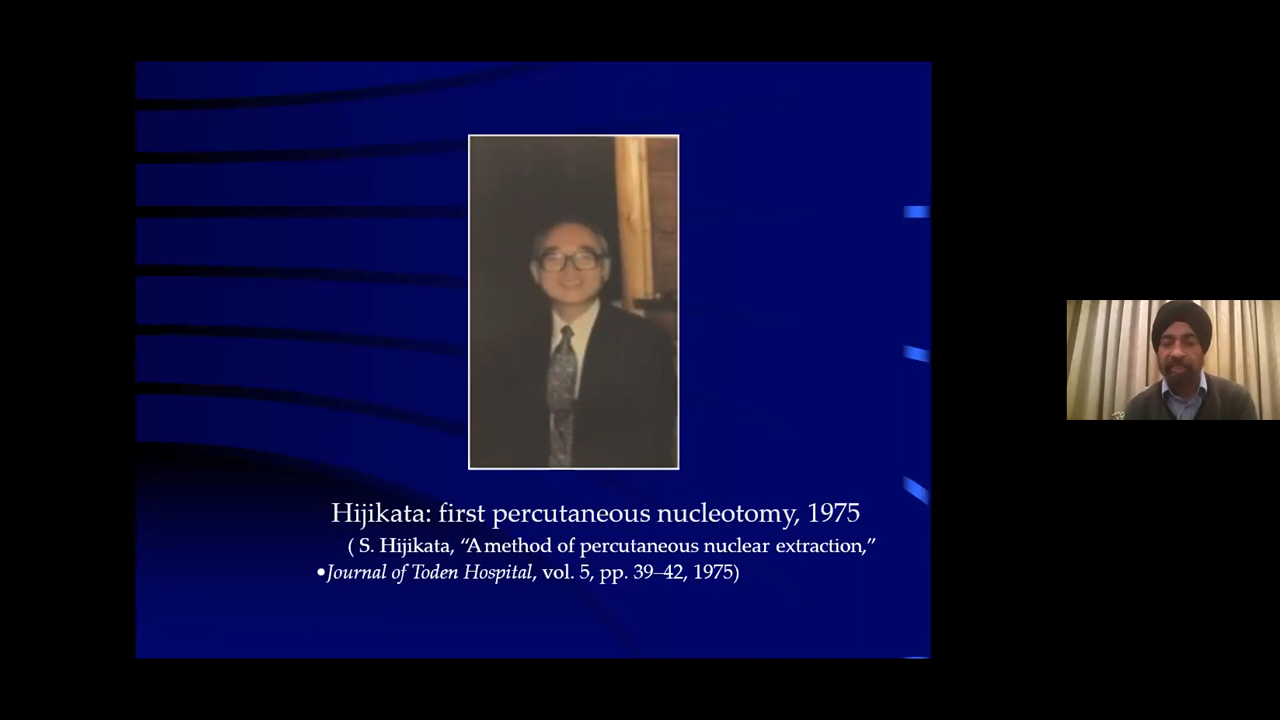 Hijikata: first percutaneous nucleotomy, 1975
( S. Hijikata, “A method of percutaneous nuclear extraction,”
•Journal of Toden Hospital, vol. 5, pp. 39–42, 1975)